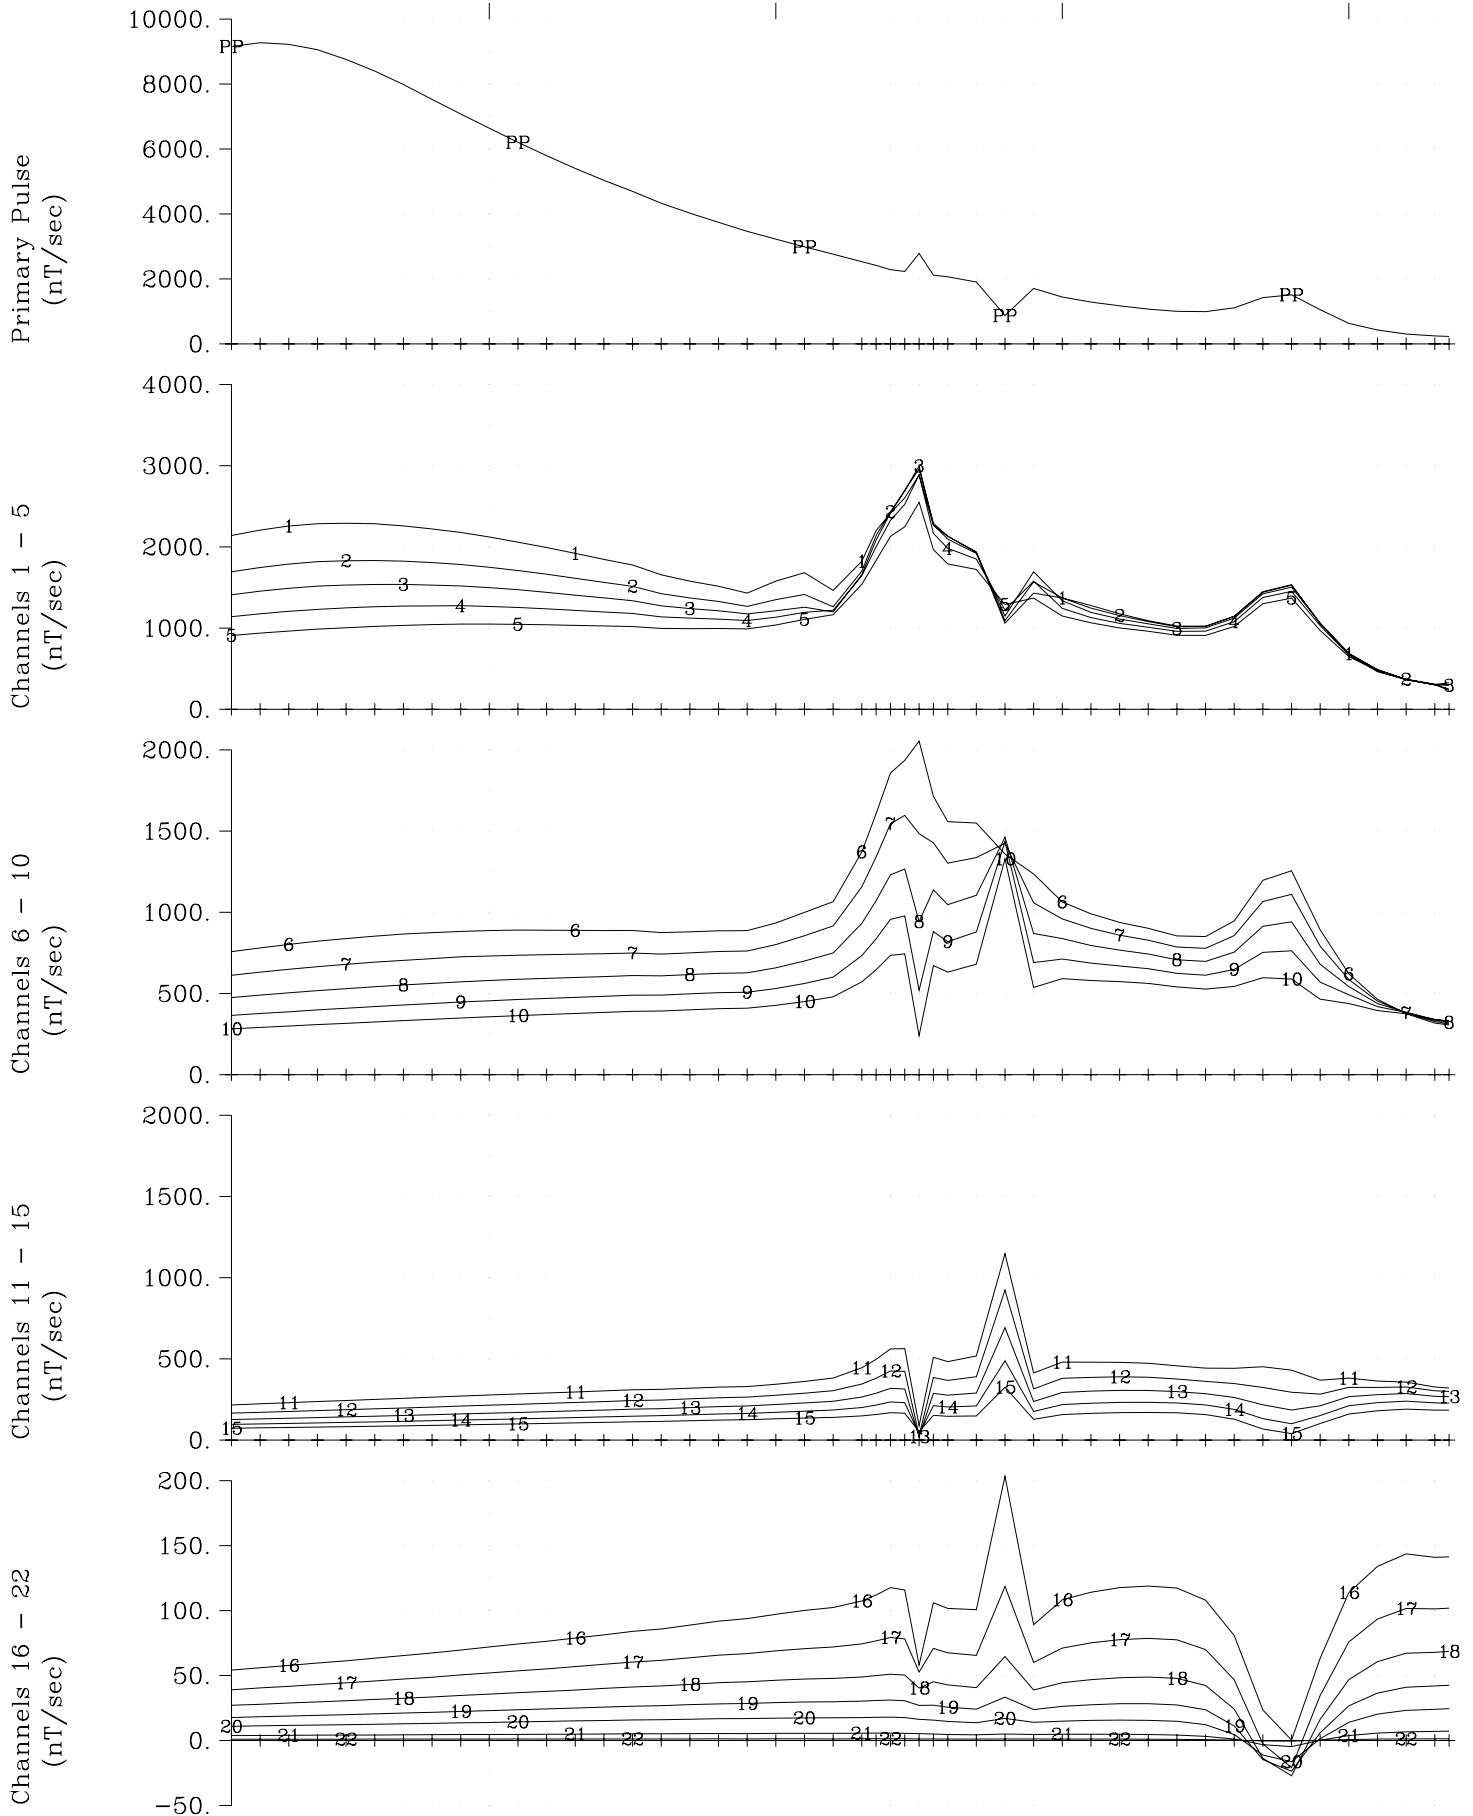 Primary Pulse
(nT/sec)
10000.
8000.
6000.
4000.
2000.
0.
PP
PP
PP
PP
PP
Channels 1 - 5
(nT/sec)
4000.
3000.
2000.
1000.
0.
1 1 1 1 1
2 2 2 2 2
3 3 3 3 3
4 4 4 4
5 5 5 5 5
Channels 6 - 10
(nT/sec)
2000.
1500.
1000.
500.
0.
6 6 6 6 6
7 7 7 7 7
8 8 8 8 8
9 9 9 9
10 10 10 10 10
Channels 11 - 15
(nT/sec)
2000.
1500.
1000.
500.
0.
11 11 11 11 11
12 12 12 12 12
13 13 13 13 13
14 14 14 14
15 15 15 15 15
Channels 16 - 22
(nT/sec)
200.
150.
100.
50.
0.
-50.
16 16 16 16 16
17 17 17 17 17
18 18 18 18 18
19 19 19 19
20 20 20 20 20
21 21 21 21 21
22 22 22 22 22